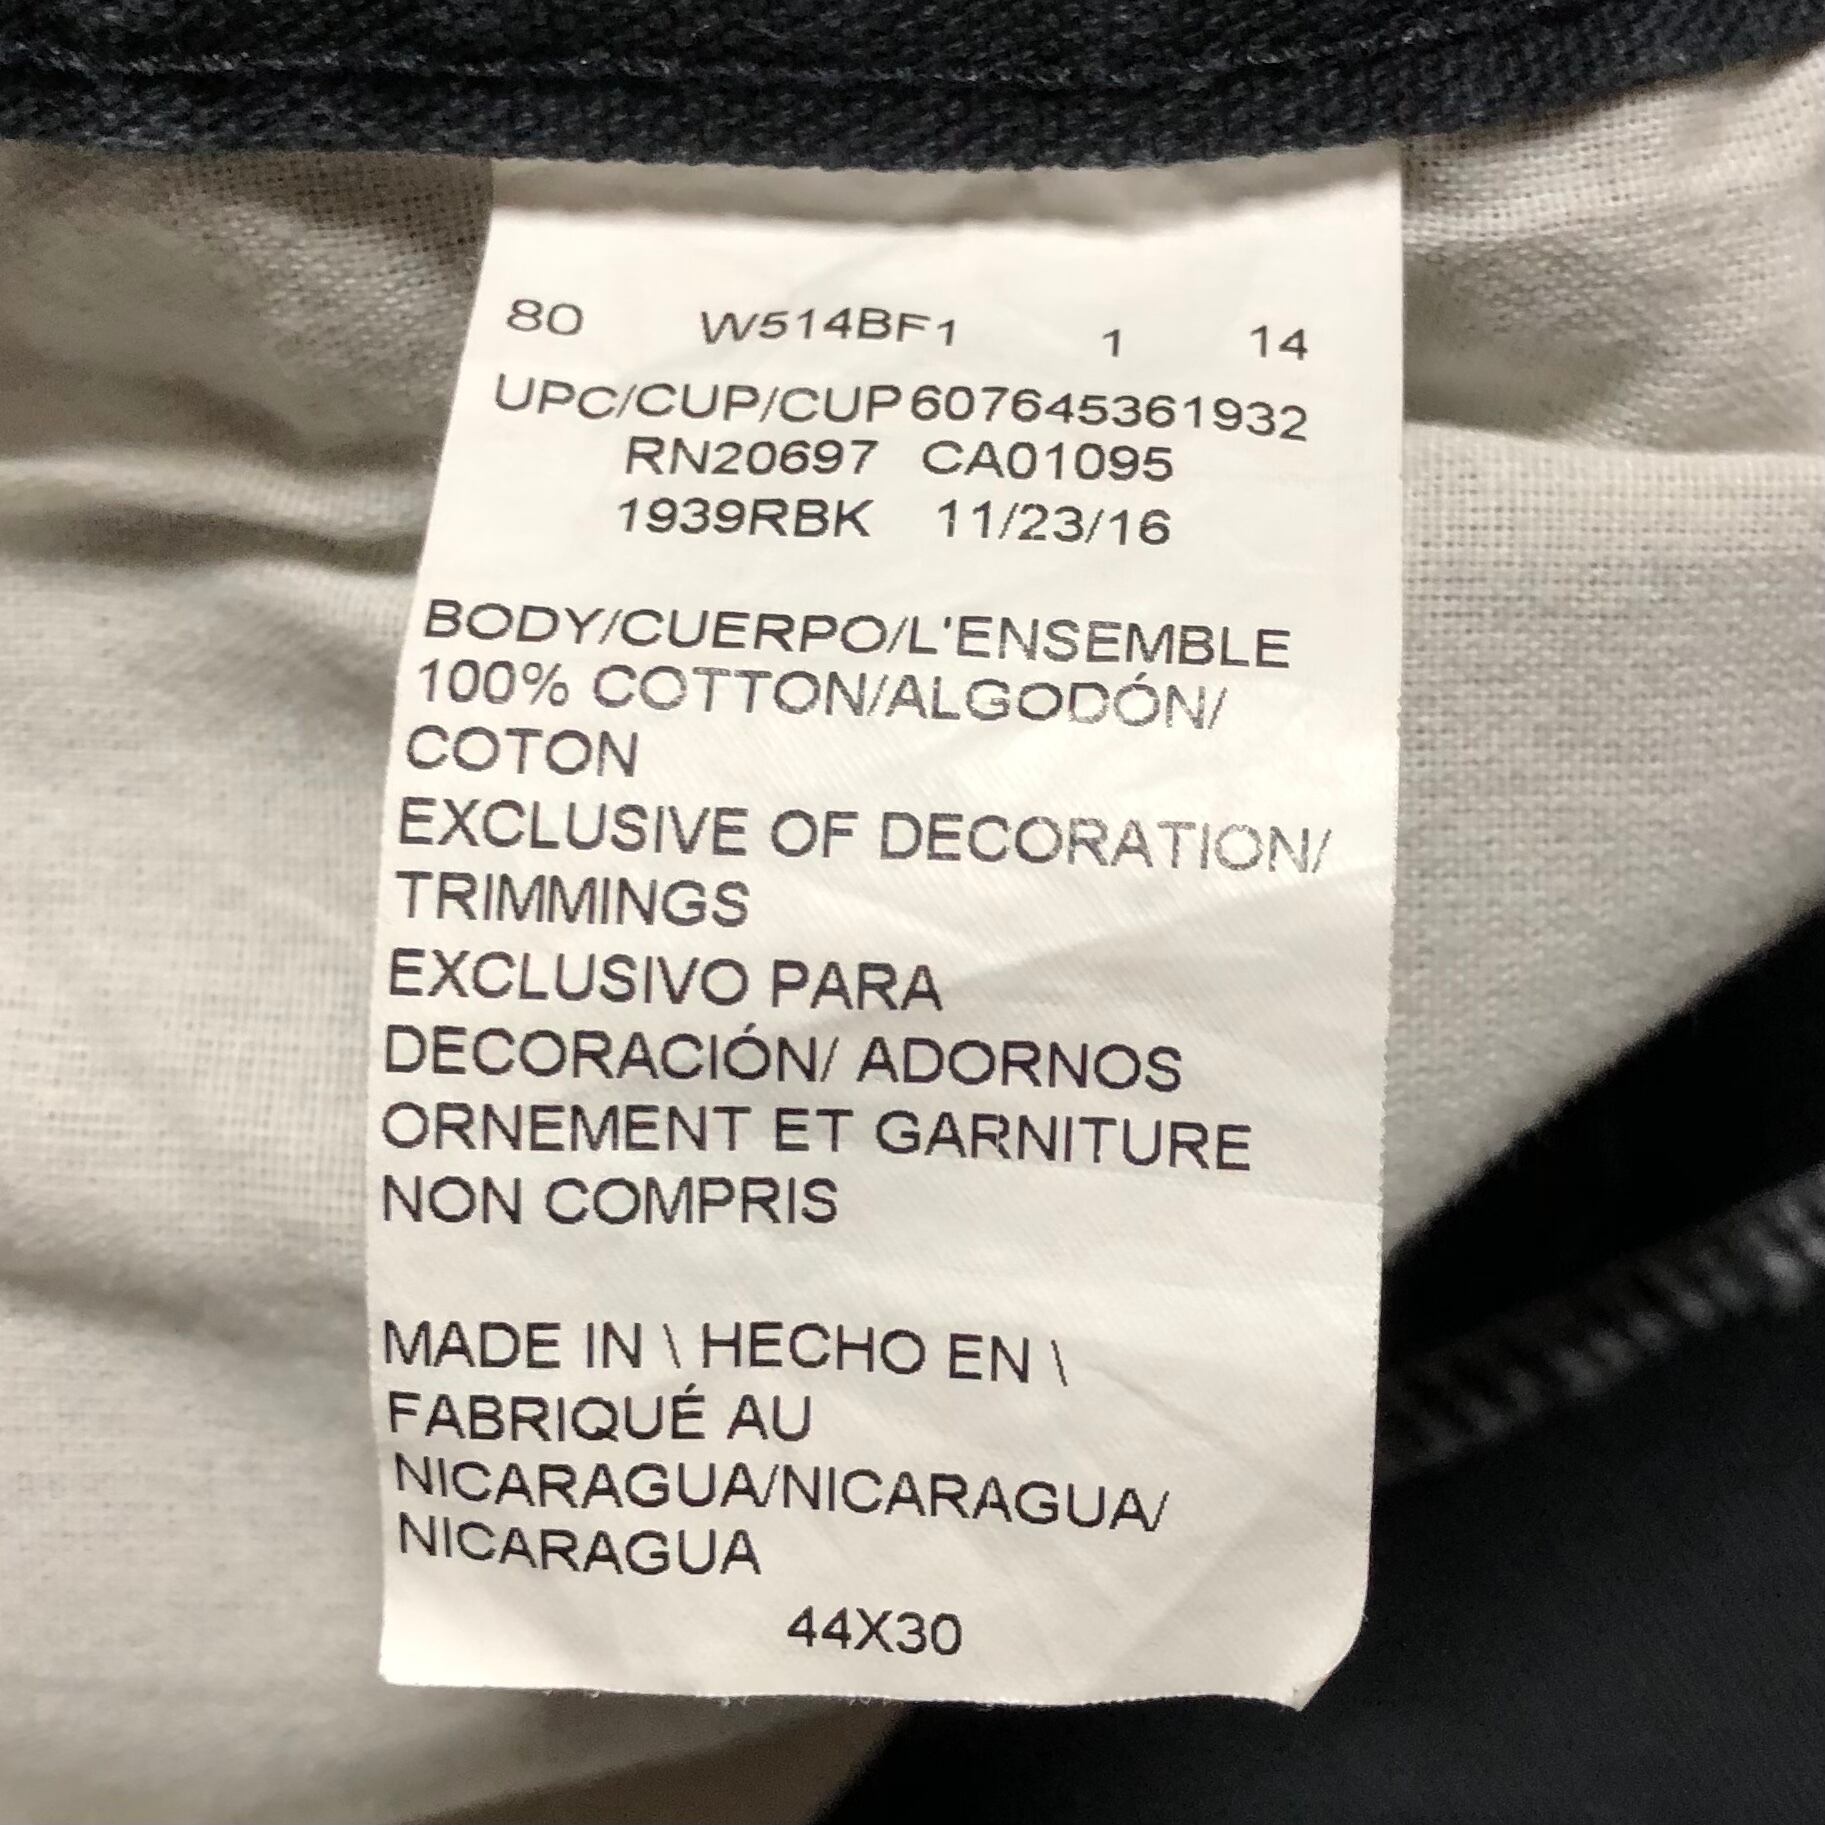 80 W514BF1 1 14
UPC/CUP/CUP607645361932
RN20697 CA01095
1939RBK 11/23/16
BODY/CUERPO/L'ENSEMBLE
100% COTTON/ALGODÓN/
COTON
EXCLUSIVE OF DECORATION/
TRIMMINGS
EXCLUSIVO PARA
DECORACIÓN/ ADORNOS
ORNEMENT ET GARNITURE
NON COMPRIS
MADE IN \ HECHO EN \
FABRIQUÉ AU
NICARAGUA/NICARAGUA/
NICARAGUA
44X30